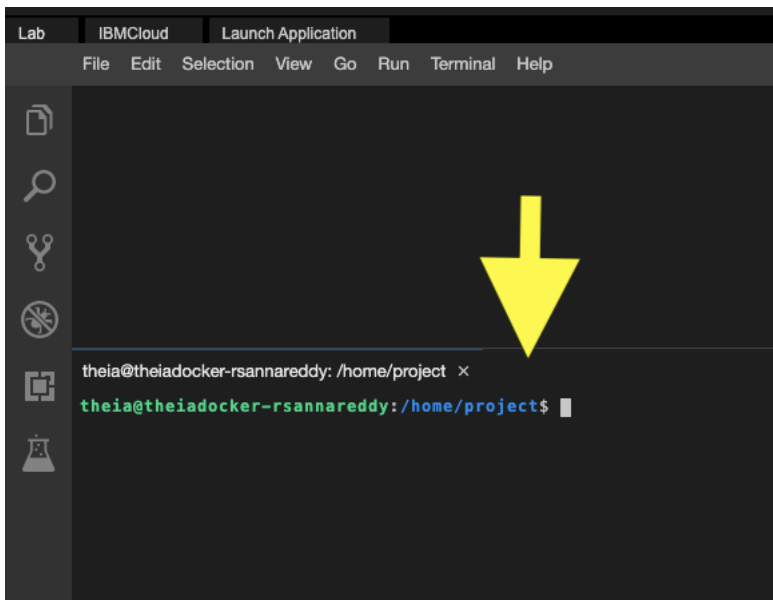 Lab IBMCloud Launch Application
File Edit Selection View Go Run Terminal Help
theia@theiadocker-rsannareddy: /home/project ×
theia@theiadocker-rsannareddy:/home/project$